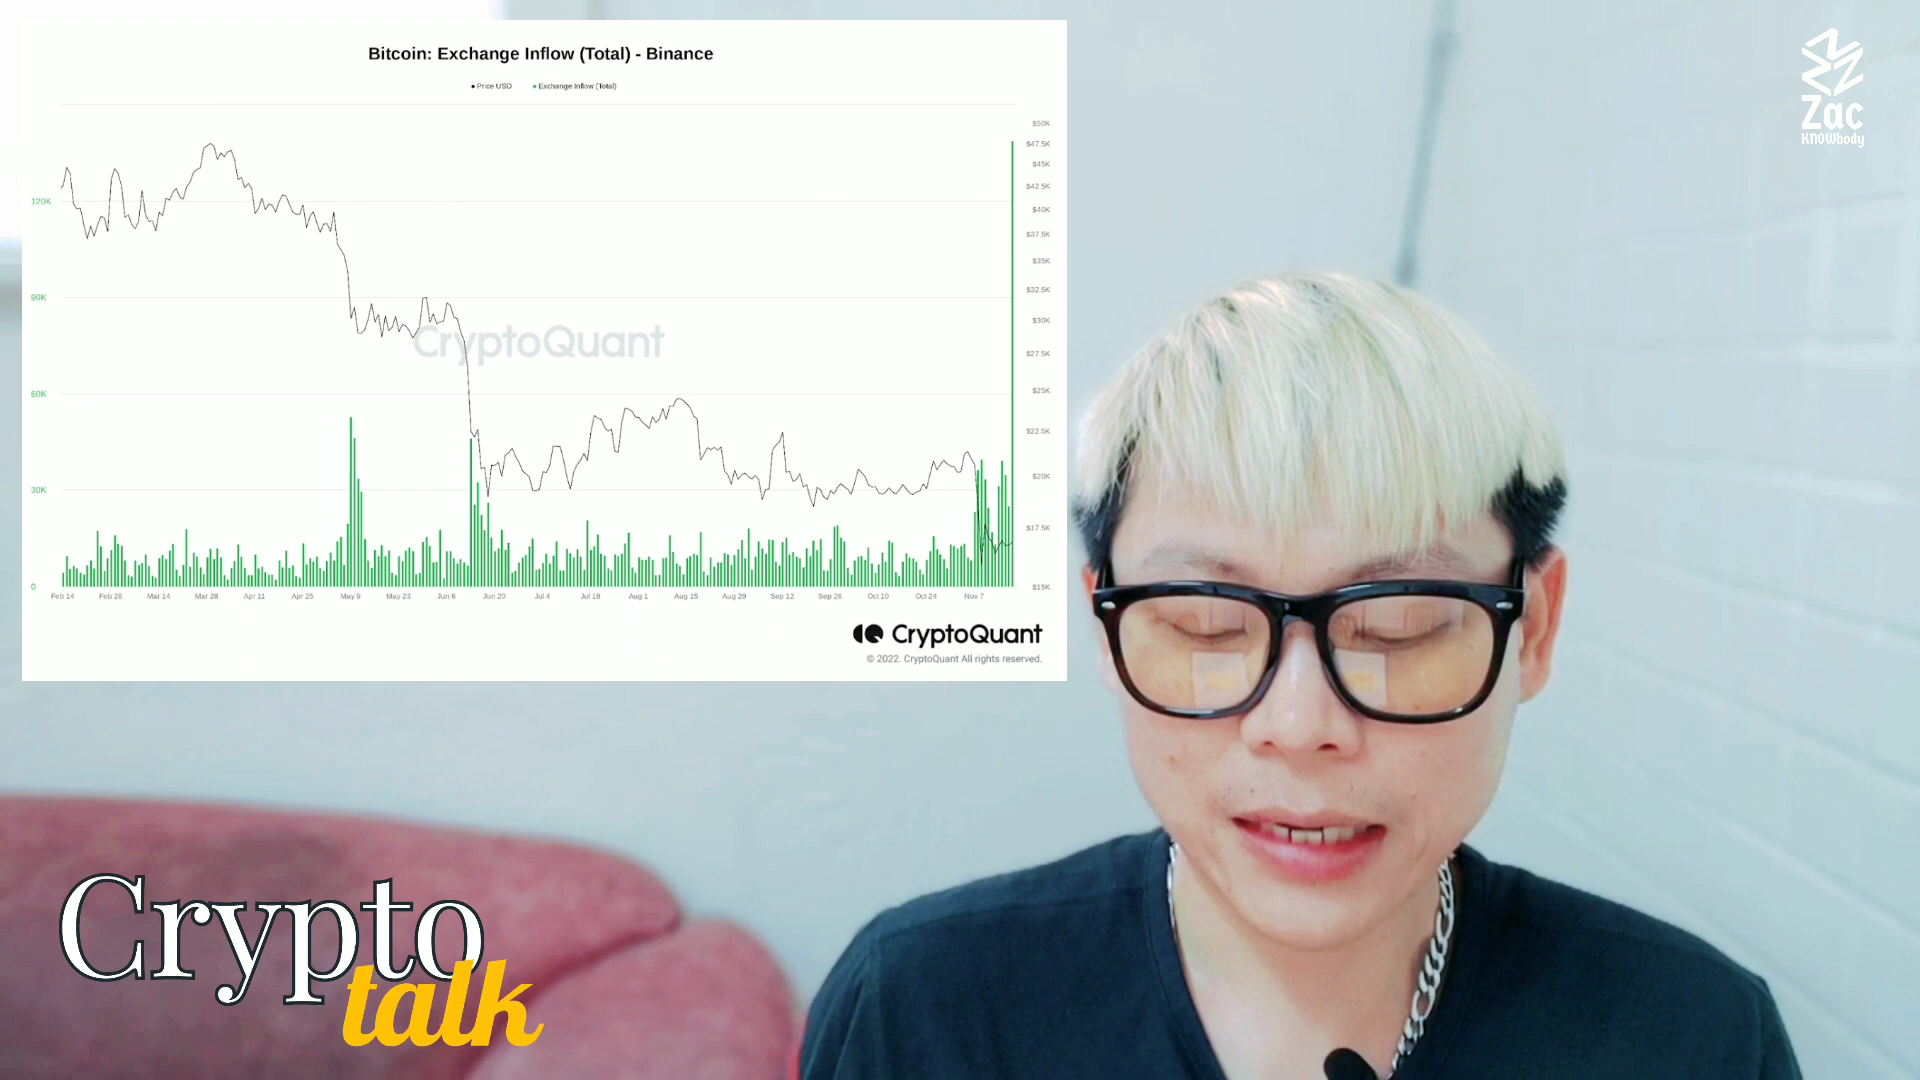 Bitcoin: Exchange Inflow (Total) - Binance
Price USD Exchange Inflow (Total)
$50K
$47.5K
$45K
$42.5K
120K
$40K
$37.5K
$35K
90K
$32.5K
$30K
CryptoQuant
$27.5K
60K
$25K
$22.5K
$20K
30K
$17.5K
0
$15K
Feb 14 Feb 28 Mar 14 Mar 28 Apr 11 Apr 25 May 9 May 23 Jun 6 Jun 20 Jul 4 Jul 18 Aug 1 Aug 15 Aug 29 Sep 12 Sep 26 Oct 10 Oct 24 Nov 7
CryptoQuant
© 2022. CryptoQuant All rights reserved.
Zac
KNOWbody
Crypto
talk